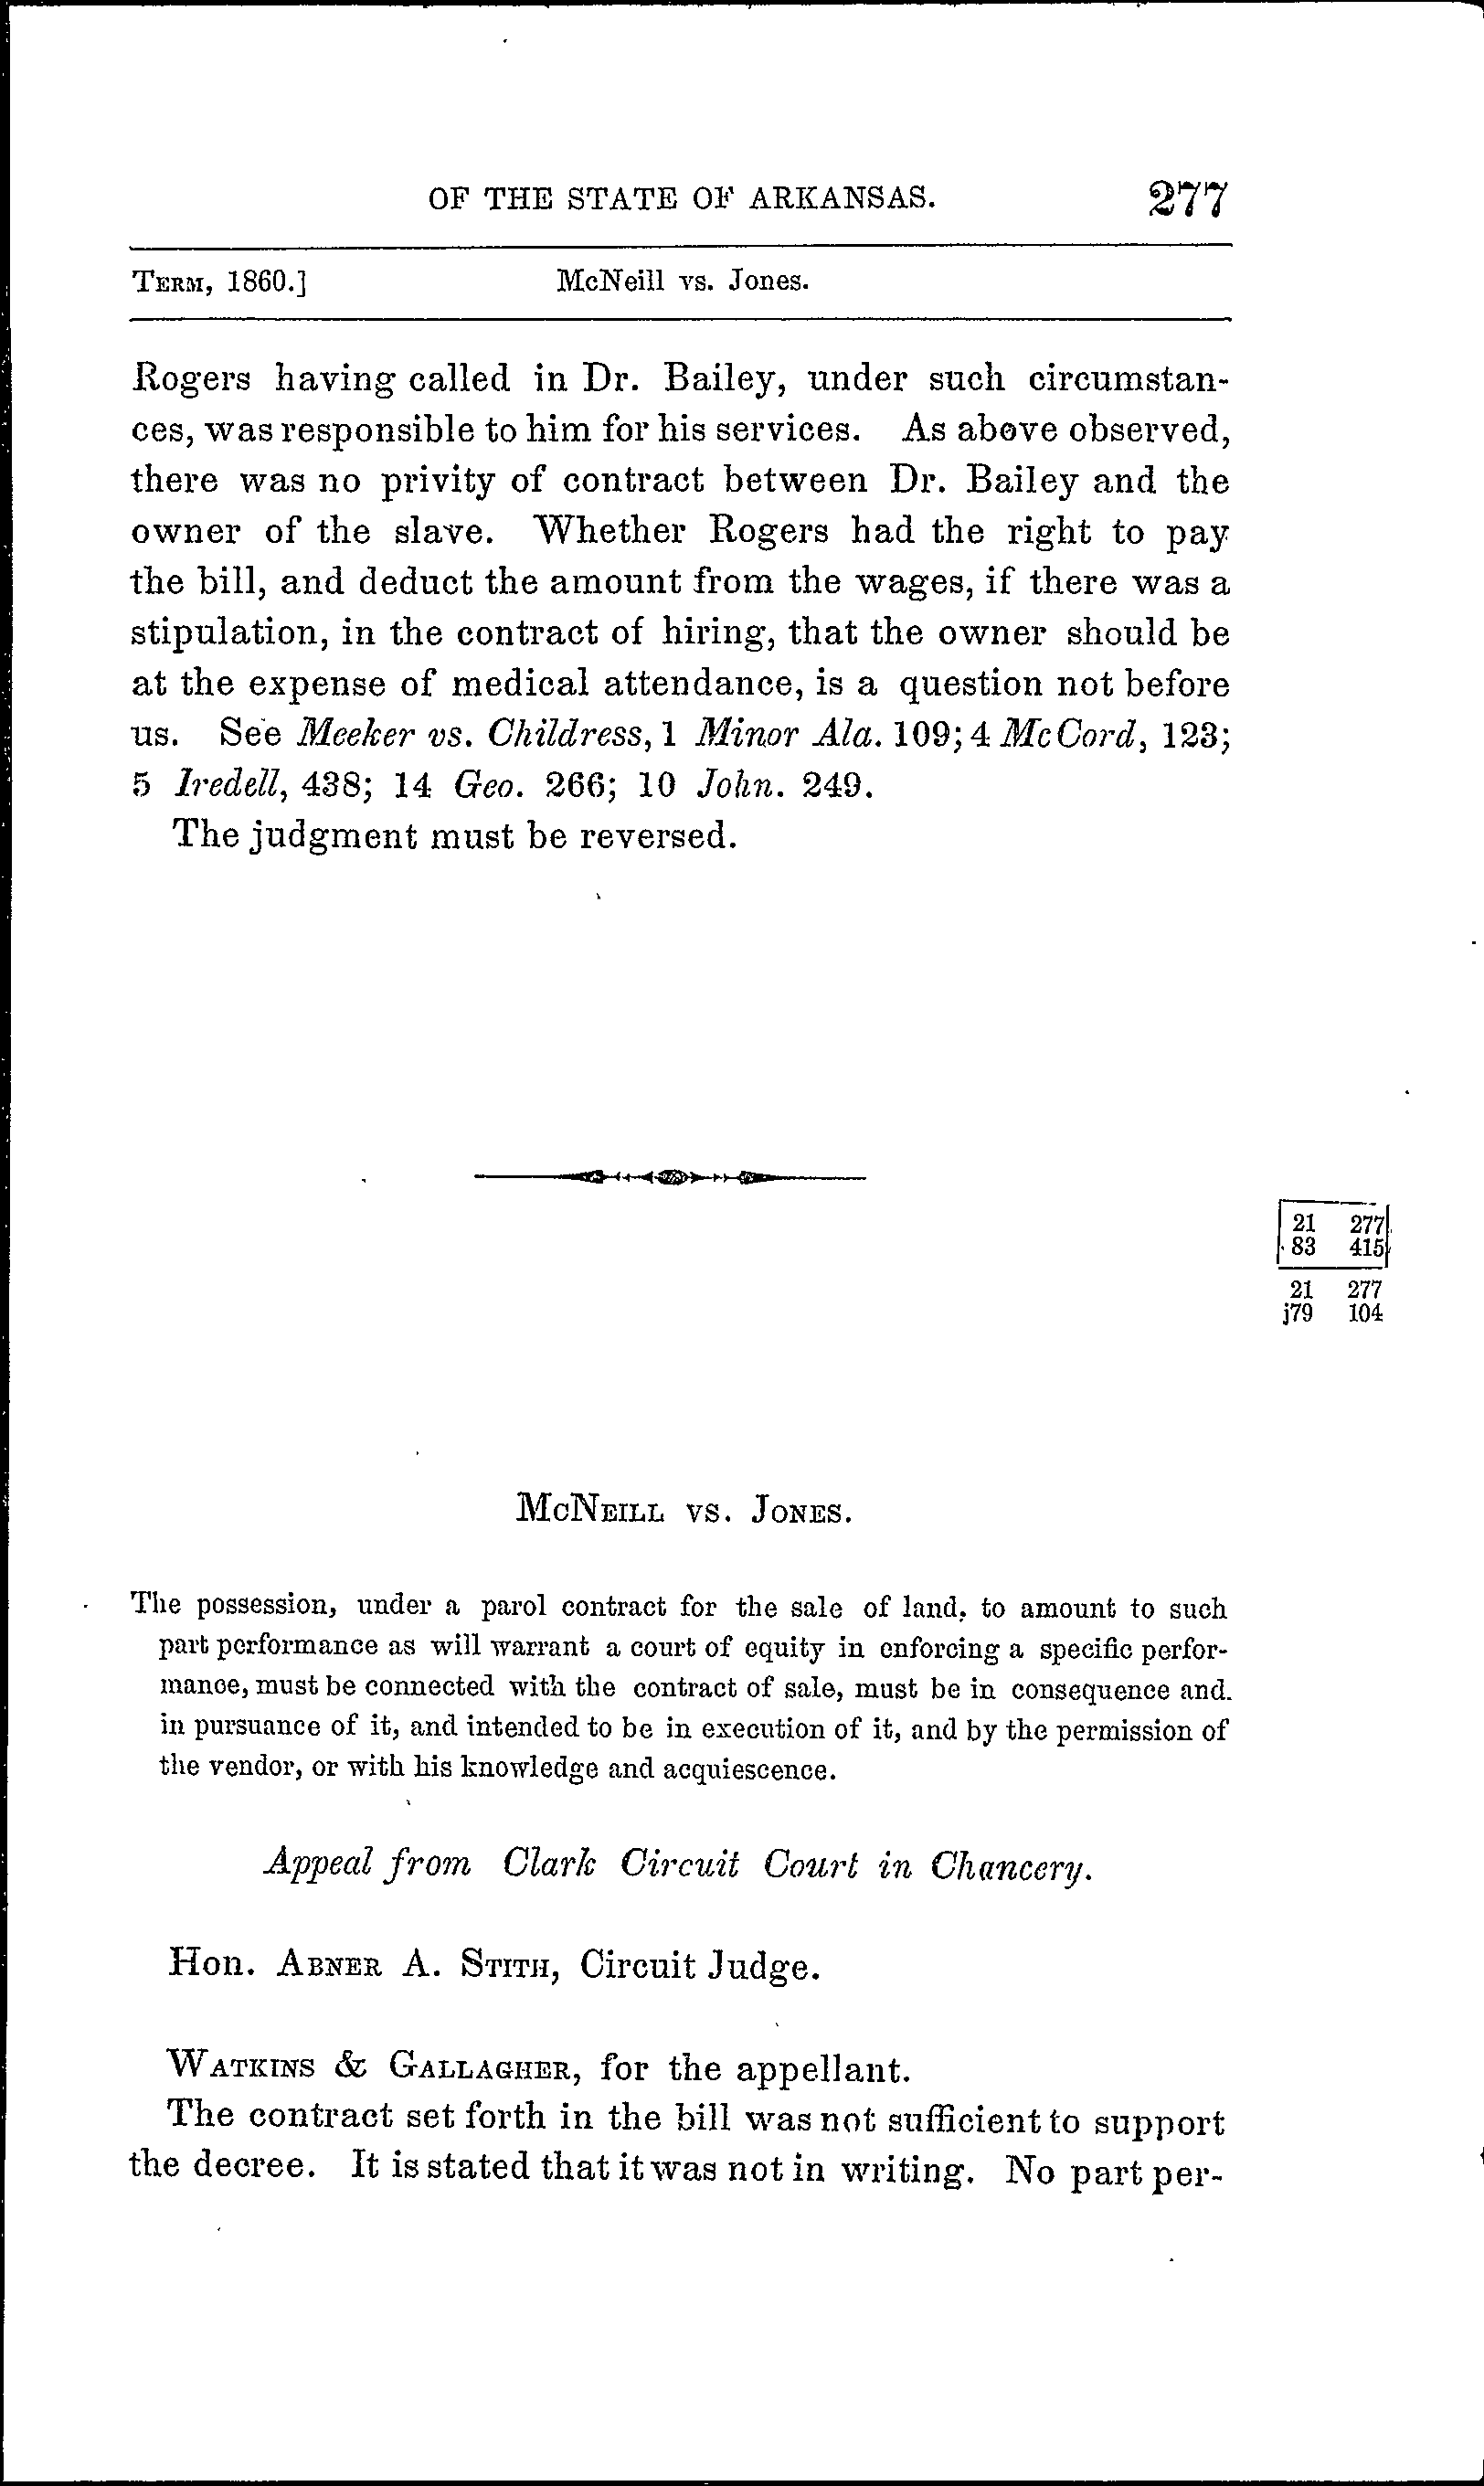 OF THE STATE OF ARKANSAS. 277
TERM, 1860.] McNeill vs. Jones.
Rogers having called in Dr. Bailey, under such circumstan-
ces, was responsible to him for his services. As above observed,
there was no privity of contract between Dr. Bailey and the
owner of the slave. Whether Rogers had the right to pay
the bill, and deduct the amount from the wages, if there was a
stipulation, in the contract of hiring, that the owner should be
at the expense of medical attendance, is a question not before
us. See Meeker vs. Childress, 1 Minor Ala. 109; 4 McCord, 123;
5 Iredell, 438; 14 Geo. 266; 10 John. 249.
The judgment must be reversed.
21 277
83 415
21 277
j79 104
McNEILL VS. JONES.
The possession, under a parol contract for the sale of land, to amount to such
part performance as will warrant a court of equity in enforcing a specific perfor-
mance, must be connected with the contract of sale, must be in consequence and
in pursuance of it, and intended to be in execution of it, and by the permission of
the vendor, or with his knowledge and acquiescence.
Appeal from Clark Circuit Court in Chancery.
Hon. ABNER A. STITH, Circuit Judge.
WATKINS & GALLAGHER, for the appellant.
The contract set forth in the bill was not sufficient to support
the decree. It is stated that it was not in writing. No part per-